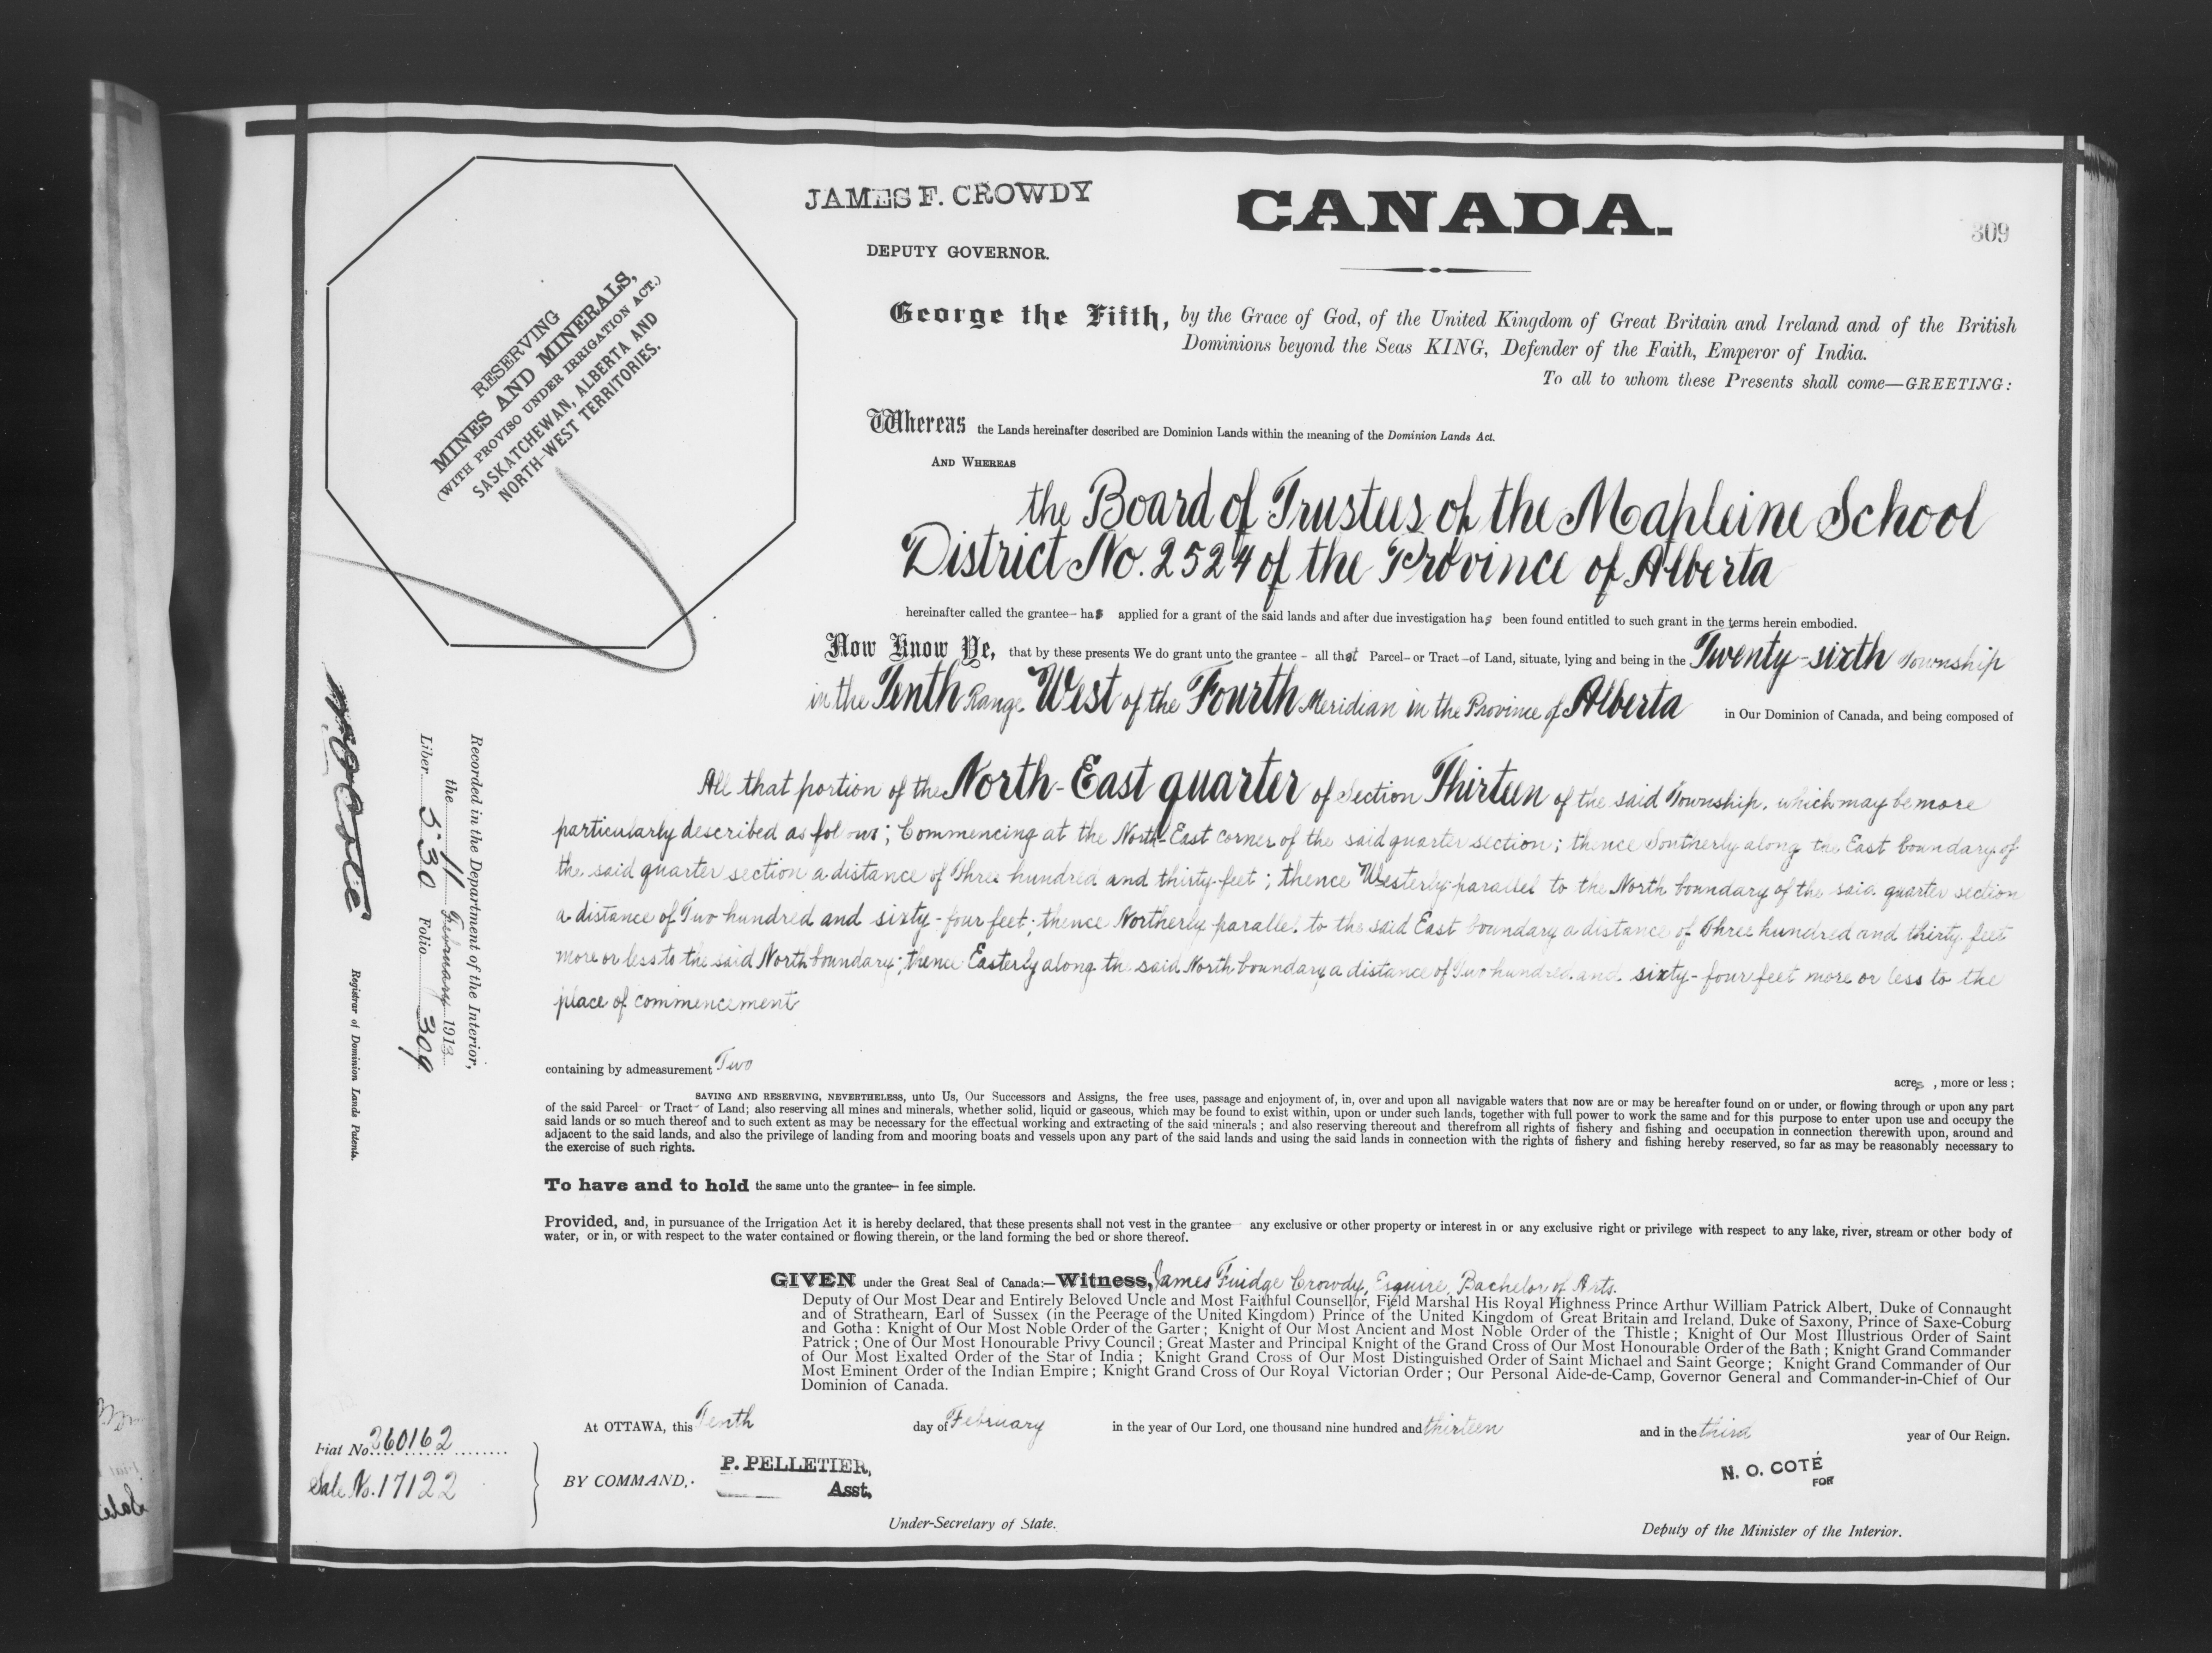 JAMES F. CROWDY
DEPUTY GOVERNOR.
CANADA.
309
RESERVING
MINES AND MINERALS,
(WITH PROVISO UNDER IRRIGATION ACT.)
SASKATCHEWAN, ALBERTA AND
NORTH-WEST TERRITORIES.
George the Fifth, by the Grace of God, of the United Kingdom of Great Britain and Ireland and of the British
Dominions beyond the Seas KING, Defender of the Faith, Emperor of India.
To all to whom these Presents shall come—GREETING:
Whereas the Lands hereinafter described are Dominion Lands within the meaning of the Dominion Lands Act.
AND WHEREAS
the Board of Trustees of the Mapleine School
District No. 2524 of the Province of Alberta
hereinafter called the grantee– has applied for a grant of the said lands and after due investigation has been found entitled to such grant in the terms herein embodied.
Now Know Ye, that by these presents We do grant unto the grantee – all that Parcel– or Tract –of Land, situate, lying and being in the Twenty-sixth Township
in the Tenth Range West of the Fourth Meridian in the Province of Alberta in Our Dominion of Canada, and being composed of
All that portion of the North-East quarter of Section Thirteen of the said Township, which may be more
particularly described as follows; Commencing at the North-East corner of the said quarter section; thence Southerly along the East boundary of
the said quarter section a distance of Three hundred and thirty feet; thence Westerly parallel to the North boundary of the said quarter section
a distance of Two hundred and sixty-four feet; thence Northerly parallel to the said East boundary a distance of Three hundred and thirty feet
more or less to the said North boundary; thence Easterly along the said North boundary a distance of Two hundred and sixty-four feet more or less to the
place of commencement
containing by admeasurement Two
acres , more or less ;
SAVING AND RESERVING, NEVERTHELESS, unto Us, Our Successors and Assigns, the free uses, passage and enjoyment of, in, over and upon all navigable waters that now are or may be hereafter found on or under, or flowing through or upon any part
of the said Parcel– or Tract– of Land; also reserving all mines and minerals, whether solid, liquid or gaseous, which may be found to exist within, upon or under such lands, together with full power to work the same and for this purpose to enter upon use and occupy the
said lands or so much thereof and to such extent as may be necessary for the effectual working and extracting of the said minerals ; and also reserving thereout and therefrom all rights of fishery and fishing and occupation in connection therewith upon, around and
adjacent to the said lands, and also the privilege of landing from and mooring boats and vessels upon any part of the said lands and using the said lands in connection with the rights of fishery and fishing hereby reserved, so far as may be reasonably necessary to
the exercise of such rights.
To have and to hold the same unto the grantee– in fee simple.
Provided, and, in pursuance of the Irrigation Act it is hereby declared, that these presents shall not vest in the grantee– any exclusive or other property or interest in or any exclusive right or privilege with respect to any lake, river, stream or other body of
water, or in, or with respect to the water contained or flowing therein, or the land forming the bed or shore thereof.
GIVEN under the Great Seal of Canada:—Witness, James Fuidge Crowdy, Esquire, Bachelor of Arts.
Deputy of Our Most Dear and Entirely Beloved Uncle and Most Faithful Counsellor, Field Marshal His Royal Highness Prince Arthur William Patrick Albert, Duke of Connaught
and of Strathearn, Earl of Sussex (in the Peerage of the United Kingdom) Prince of the United Kingdom of Great Britain and Ireland, Duke of Saxony, Prince of Saxe-Coburg
and Gotha: Knight of Our Most Noble Order of the Garter; Knight of Our Most Ancient and Most Noble Order of the Thistle; Knight of Our Most Illustrious Order of Saint
Patrick; One of Our Most Honourable Privy Council; Great Master and Principal Knight of the Grand Cross of Our Most Honourable Order of the Bath; Knight Grand Commander
of Our Most Exalted Order of the Star of India; Knight Grand Cross of Our Most Distinguished Order of Saint Michael and Saint George; Knight Grand Commander of Our
Most Eminent Order of the Indian Empire; Knight Grand Cross of Our Royal Victorian Order; Our Personal Aide-de-Camp, Governor General and Commander-in-Chief of Our
Dominion of Canada.
At OTTAWA, this Tenth day of February in the year of Our Lord, one thousand nine hundred and thirteen and in the third year of Our Reign.
BY COMMAND,
P. PELLETIER,
Asst,
Under-Secretary of State.
N. O. COTÉ
FOR
Deputy of the Minister of the Interior.
Recorded in the Department of the Interior,
the 11 February 1913
Liber 530 Folio 309
N. O. Coté
Registrar of Dominion Lands Patents.
Fiat No. 260162
Sale No. 17122